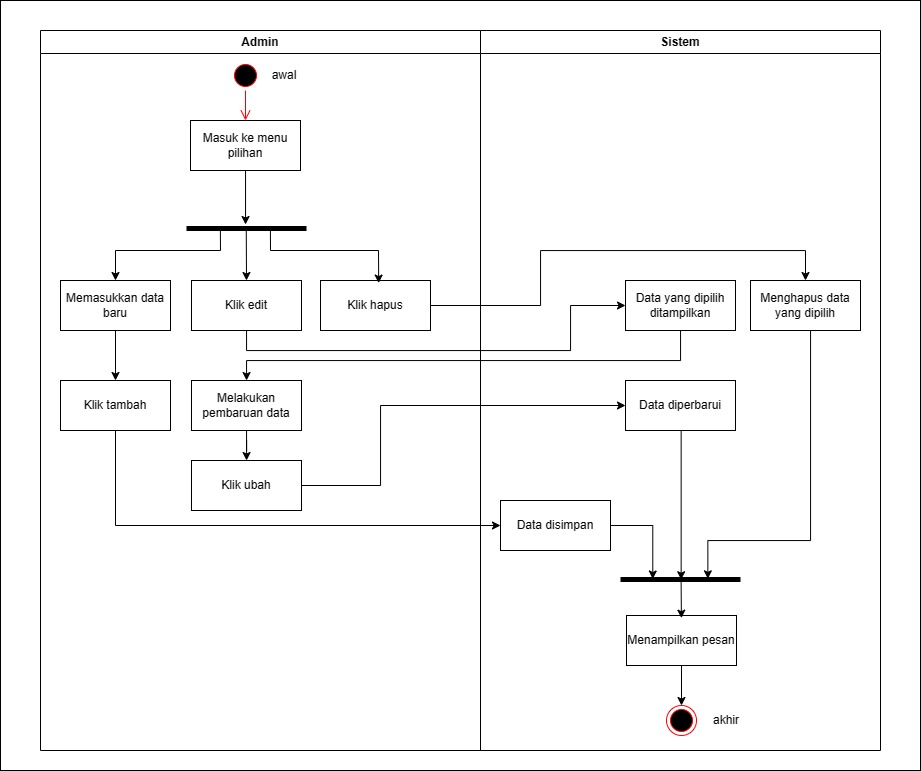 Admin
Sistem
awal
Masuk ke menu
pilihan
Memasukkan data
baru
Klik edit
Klik hapus
Data yang dipilih
ditampilkan
Menghapus data
yang dipilih
Klik tambah
Melakukan
pembaruan data
Data diperbarui
Klik ubah
Data disimpan
Menampilkan pesan
akhir